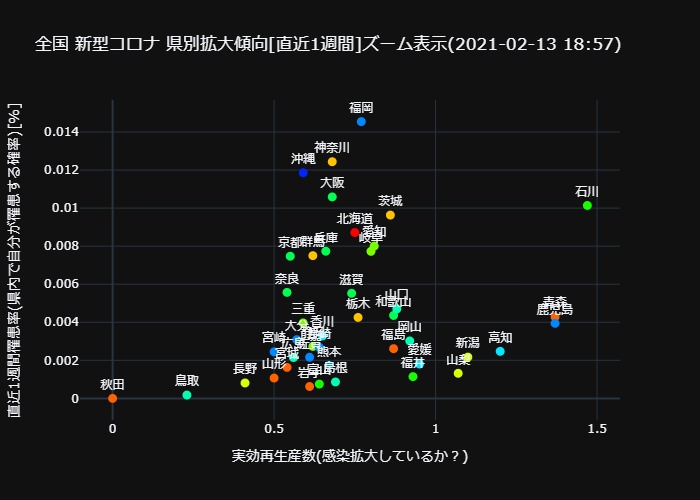 全国 新型コロナ 県別拡大傾向[直近1週間]ズーム表示(2021-02-13 18:57)
直近1週間罹患率(県内で自分が罹患する確率)[%]
福岡
0.014
神奈川
沖縄
0.012
大阪
石川
茨城
0.01
北海道
愛知
岐阜
兵庫
京都
群馬
0.008
奈良
滋賀
0.006
山口
和歌山
栃木
三重
香川
青森
鹿児島
0.004
岡山
福島
宮崎
高知
新潟
愛媛
熊本
宮城
0.002
山形
福井
山梨
長野
岩手
鳥取
秋田
0
0
0.5
1
1.5
実効再生産数(感染拡大しているか？)